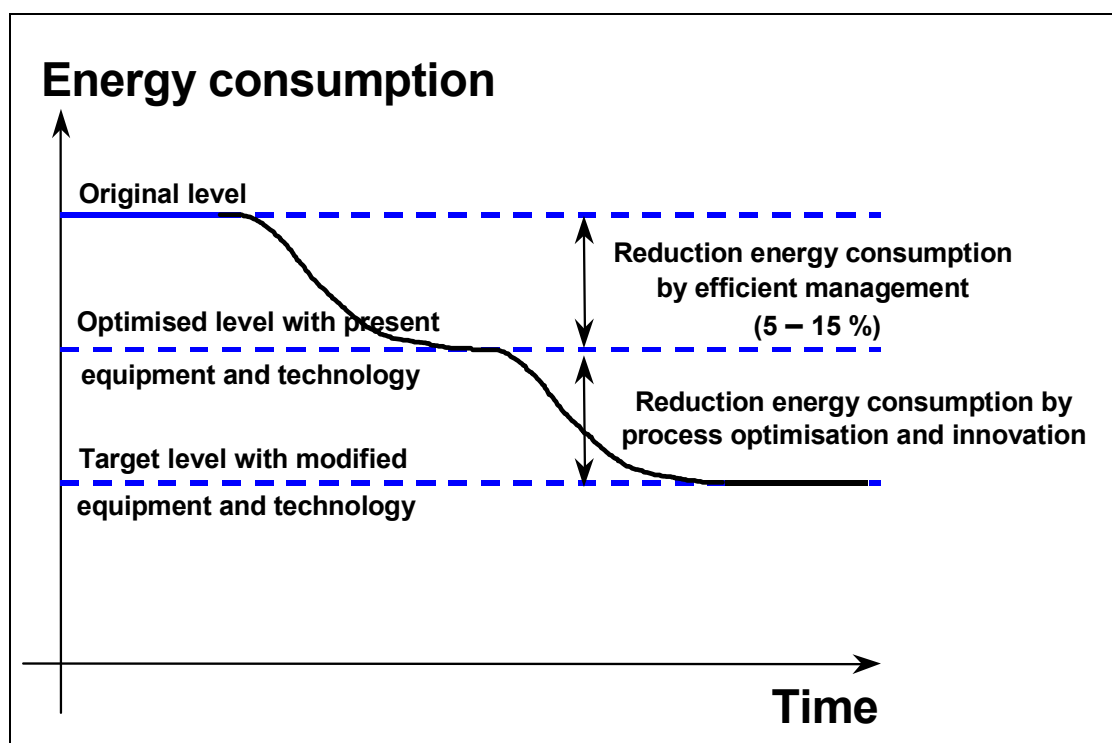 Energy consumption
Original level
Reduction energy consumption
by efficient management
(5 – 15 %)
Optimised level with present
equipment and technology
Reduction energy consumption by
process optimisation and innovation
Target level with modified
equipment and technology
Time